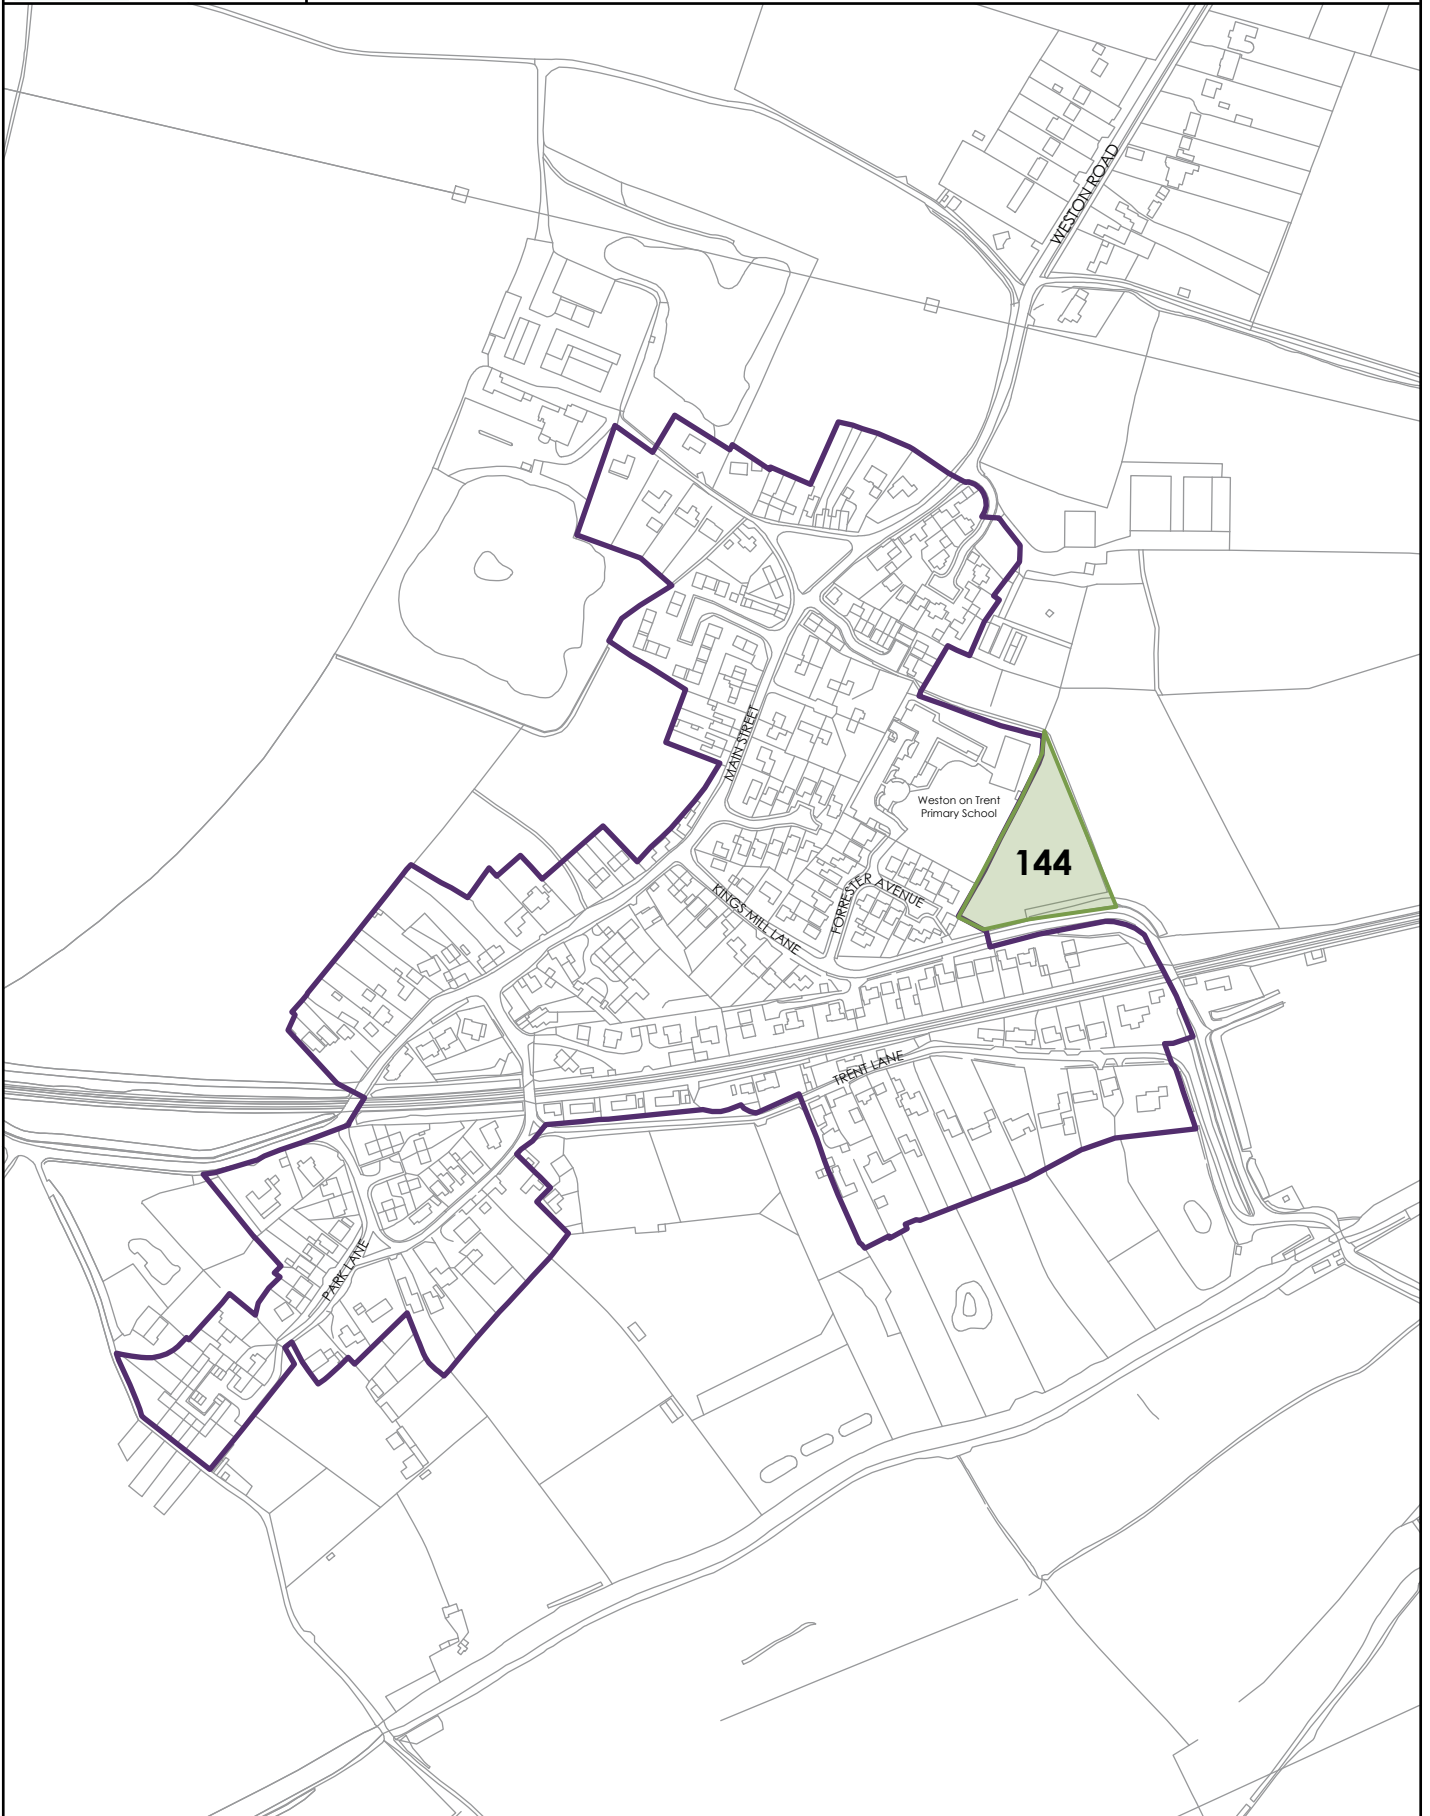 WESTON ROAD
MAIN STREET
Weston on Trent
Primary School
144
KINGS MILL LANE
FORRESTER AVENUE
TRENT LANE
PARK LANE